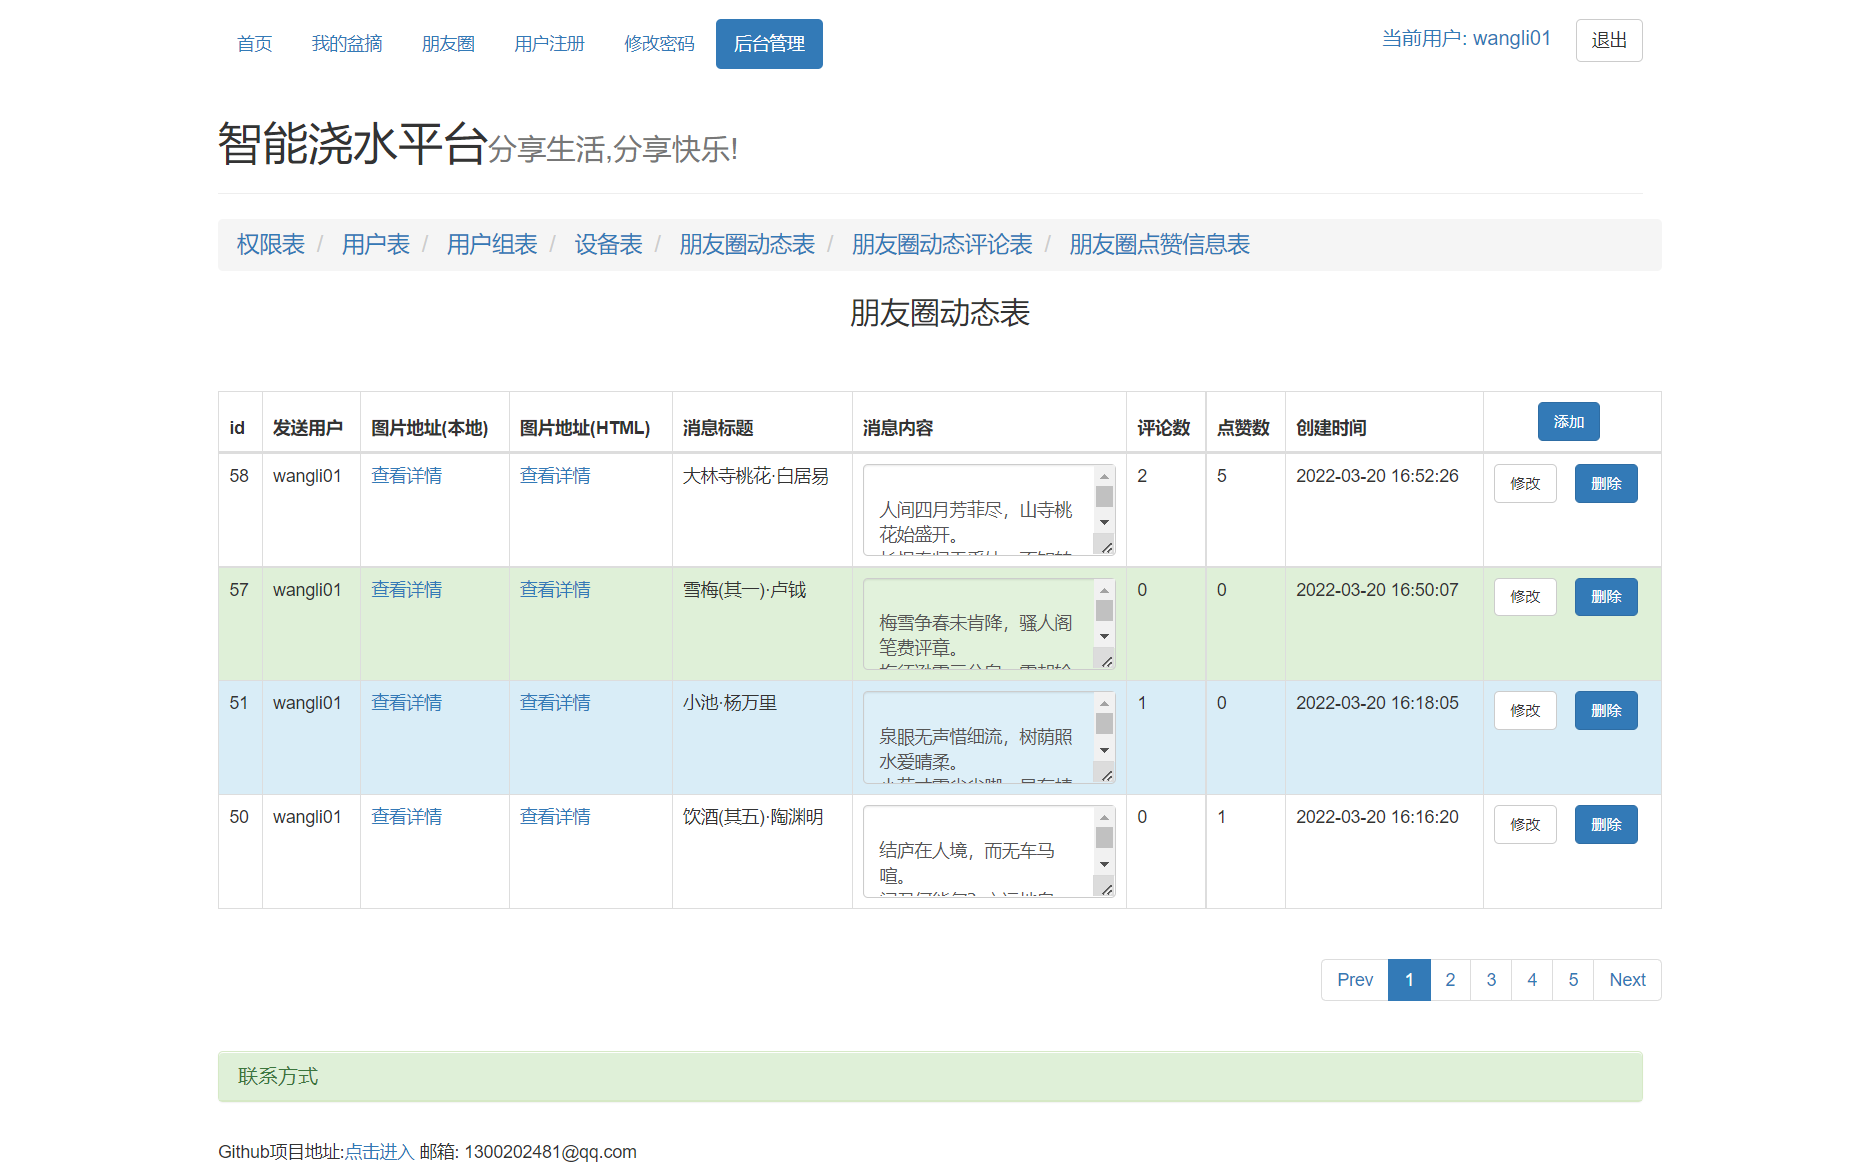 首页 我的盆摘 朋友圈 用户注册 修改密码 后台管理 当前用户: wangli01 退出
智能浇水平台分享生活,分享快乐!
权限表 / 用户表 / 用户组表 / 设备表 / 朋友圈动态表 / 朋友圈动态评论表 / 朋友圈点赞信息表
朋友圈动态表
id 发送用户 图片地址(本地) 图片地址(HTML) 消息标题 消息内容 评论数 点赞数 创建时间 添加
58 wangli01 查看详情 查看详情 大林寺桃花·白居易 2 5 2022-03-20 16:52:26 修改 删除
人间四月芳菲尽，山寺桃
花始盛开。
57 wangli01 查看详情 查看详情 雪梅(其一)·卢钺 0 0 2022-03-20 16:50:07 修改 删除
梅雪争春未肯降，骚人阁
笔费评章。
51 wangli01 查看详情 查看详情 小池·杨万里 1 0 2022-03-20 16:18:05 修改 删除
泉眼无声惜细流，树荫照
水爱晴柔。
50 wangli01 查看详情 查看详情 饮酒(其五)·陶渊明 0 1 2022-03-20 16:16:20 修改 删除
结庐在人境，而无车马
喧。
Prev 1 2 3 4 5 Next
联系方式
Github项目地址:点击进入 邮箱: 1300202481@qq.com